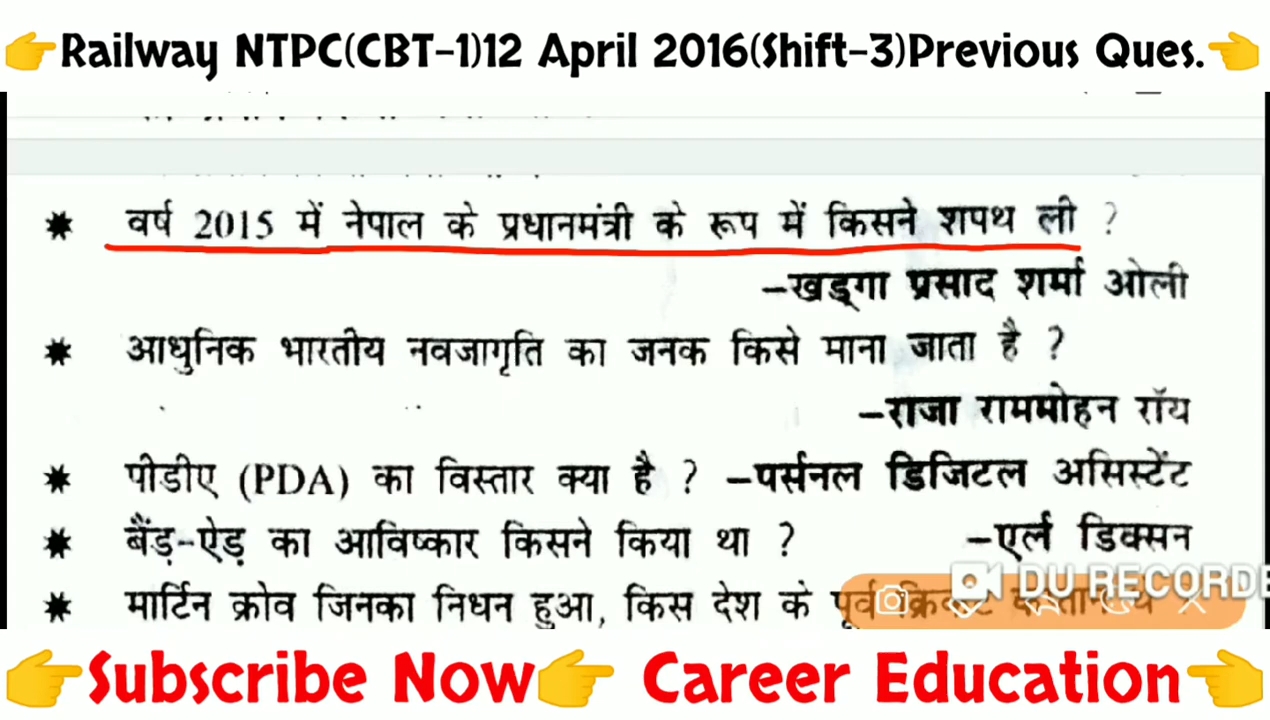 👉Railway NTPC(CBT-1)12 April 2016(Shift-3)Previous Ques.👈
✷ वर्ष 2015 में नेपाल के प्रधानमंत्री के रूप में किसने शपथ ली ?
–खड्गा प्रसाद शर्मा ओली
✷ आधुनिक भारतीय नवजागृति का जनक किसे माना जाता है ?
–राजा राममोहन रॉय
✷ पीडीए (PDA) का विस्तार क्या है ? –पर्सनल डिजिटल असिस्टेंट
✷ बैंड़-ऐड़ का आविष्कार किसने किया था ? –एर्ल डिक्सन
DU RECORDE
✷ मार्टिन क्रोव जिनका निधन हुआ, किस देश के पूर्व
👉Subscribe Now👉 Career Education👈